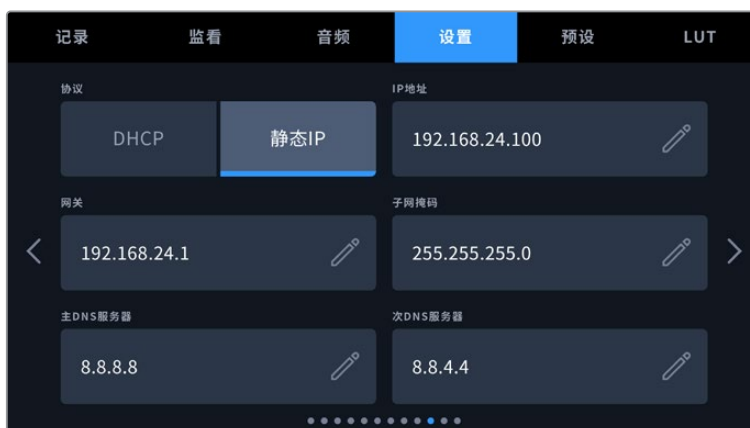 记录 监看 音频 设置 预设 LUT
协议 IP地址
DHCP 静态IP 192.168.24.100
网关 子网掩码
192.168.24.1 255.255.255.0
主DNS服务器 次DNS服务器
8.8.8.8 8.8.4.4